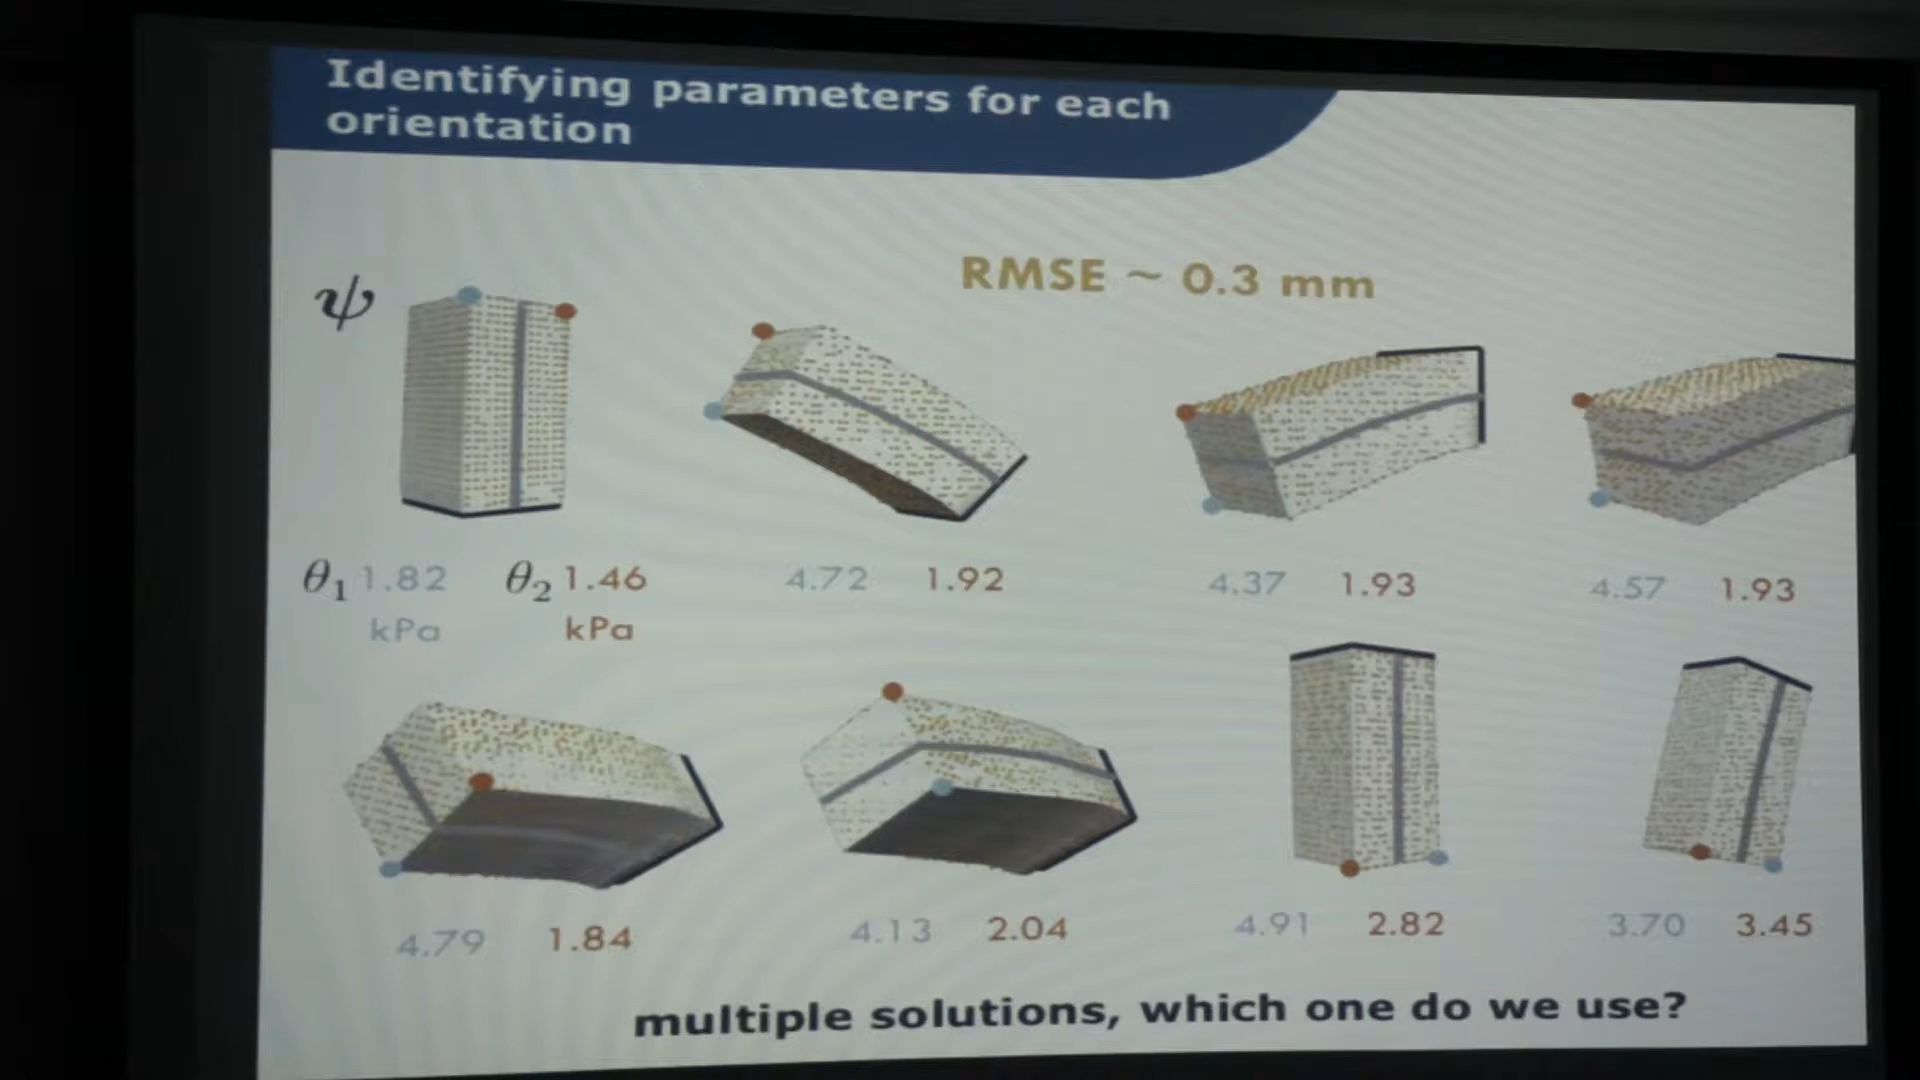 Identifying parameters for each
orientation
ψ
RMSE ~ 0.3 mm
θ1 1.82 θ2 1.46
kPa kPa
4.72 1.92
4.37 1.93
4.57 1.93
4.79 1.84
4.13 2.04
4.91 2.82
3.70 3.45
multiple solutions, which one do we use?